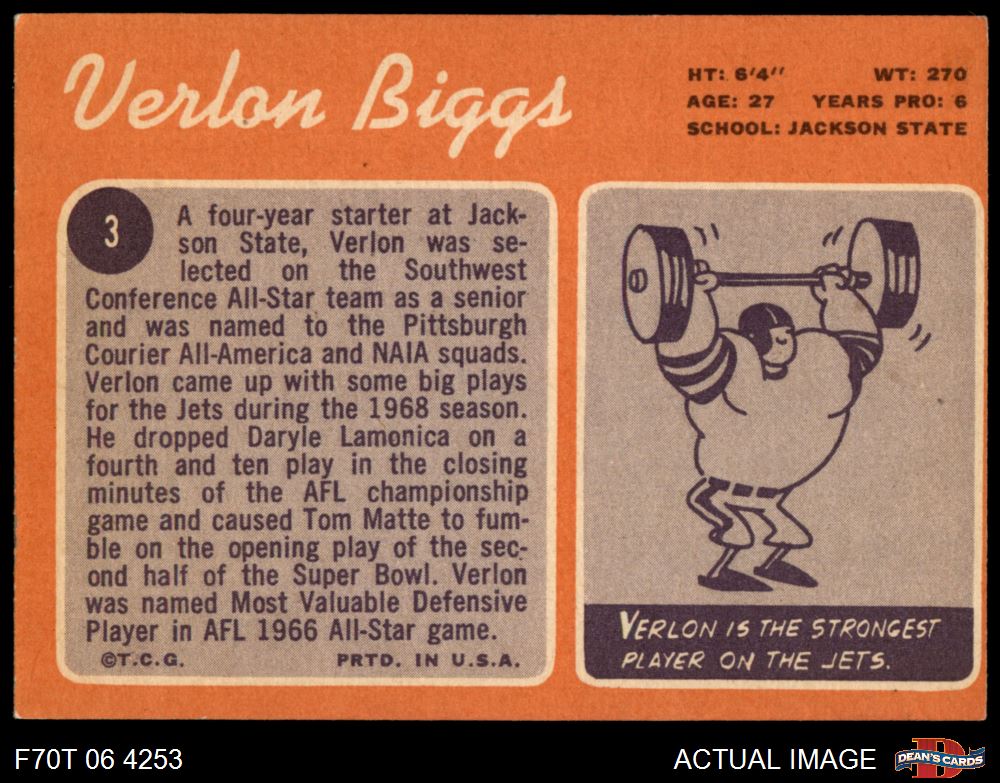 Verlon Biggs
HT: 6'4'' WT: 270
AGE: 27 YEARS PRO: 6
SCHOOL: JACKSON STATE
3
A four-year starter at Jack-
son State, Verlon was se-
lected on the Southwest
Conference All-Star team as a senior
and was named to the Pittsburgh
Courier All-America and NAIA squads.
Verlon came up with some big plays
for the Jets during the 1968 season.
He dropped Daryle Lamonica on a
fourth and ten play in the closing
minutes of the AFL championship
game and caused Tom Matte to fum-
ble on the opening play of the sec-
ond half of the Super Bowl. Verlon
was named Most Valuable Defensive
Player in AFL 1966 All-Star game.
©T.C.G. PRTD. IN U.S.A.
VERLON IS THE STRONGEST
PLAYER ON THE JETS.
F70T 06 4253
ACTUAL IMAGE
D
DEAN'S CARDS